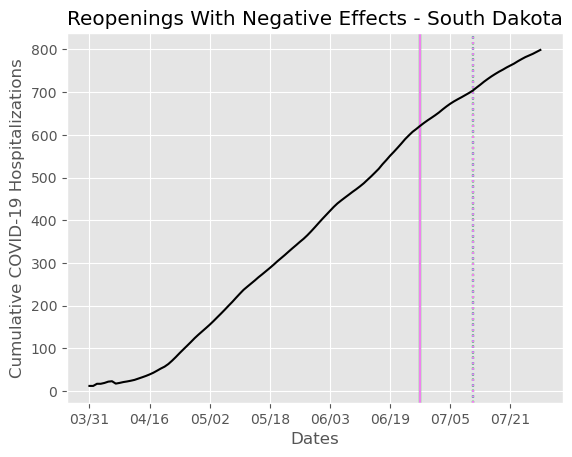 Reopenings With Negative Effects - South Dakota
Cumulative COVID-19 Hospitalizations
800
700
600
500
400
300
200
100
0
03/31 04/16 05/02 05/18 06/03 06/19 07/05 07/21
Dates